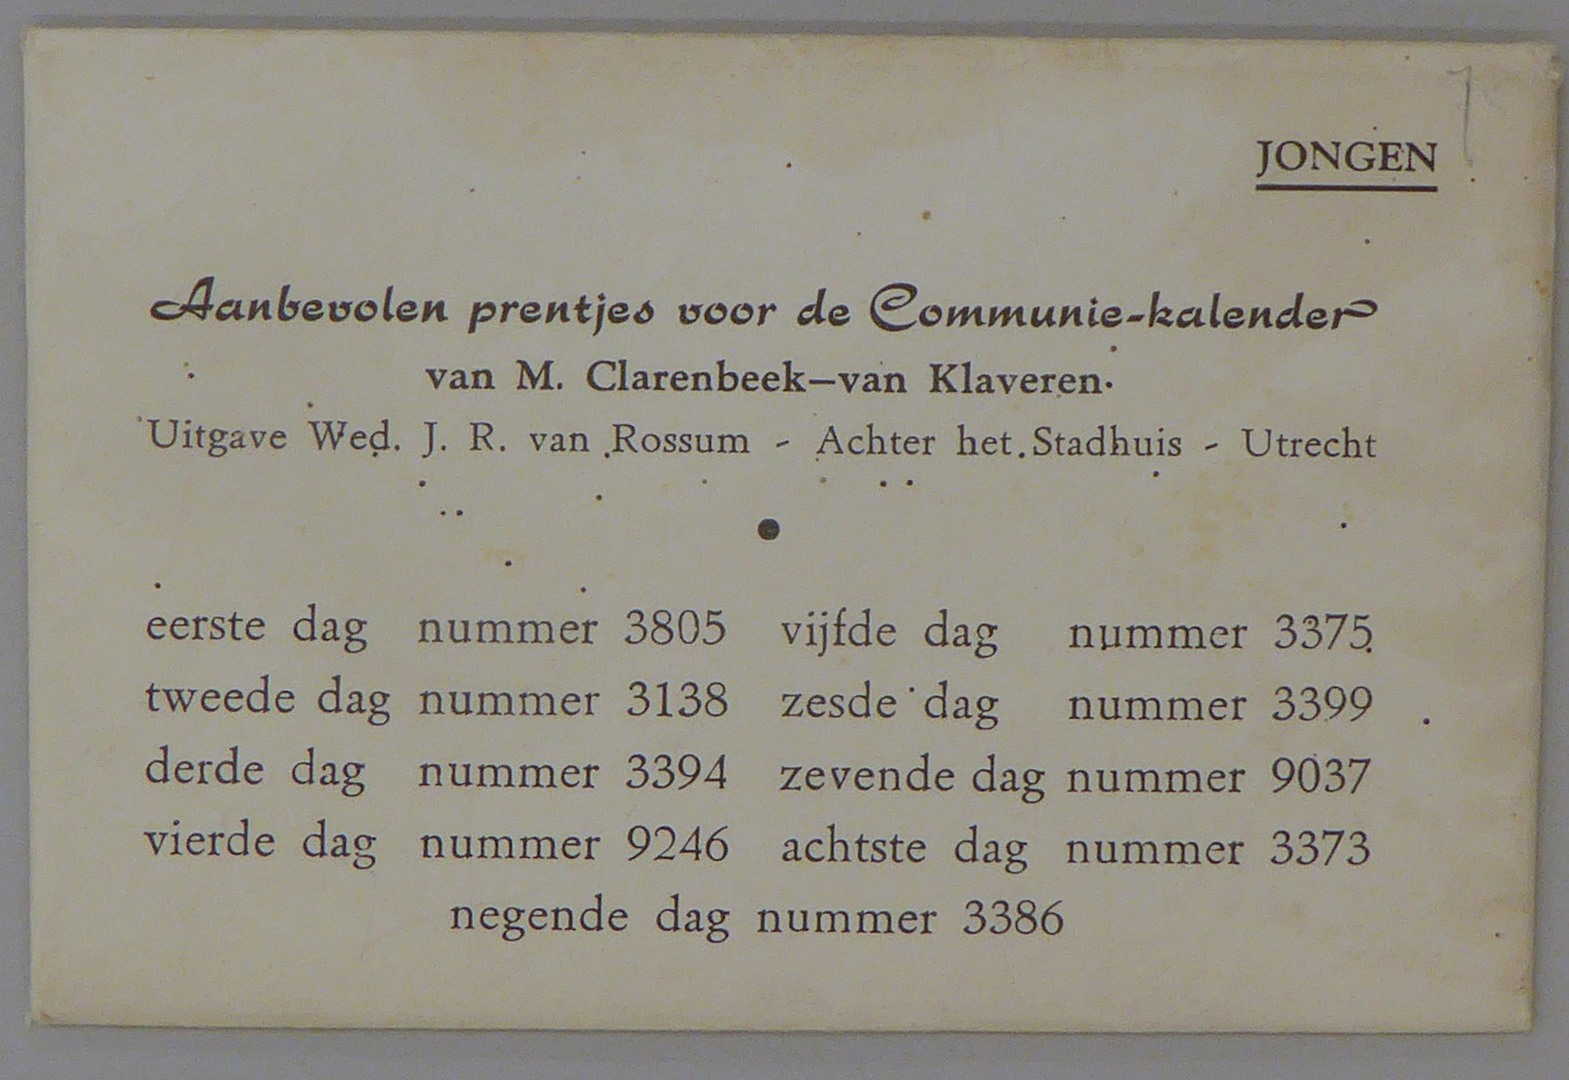 JONGEN
Aanbevolen prentjes voor de Communie-kalender
van M. Clarenbeek–van Klaveren.
Uitgave Wed. J. R. van Rossum - Achter het Stadhuis - Utrecht
eerste dag nummer 3805 vijfde dag nummer 3375
tweede dag nummer 3138 zesde dag nummer 3399
derde dag nummer 3394 zevende dag nummer 9037
vierde dag nummer 9246 achtste dag nummer 3373
negende dag nummer 3386